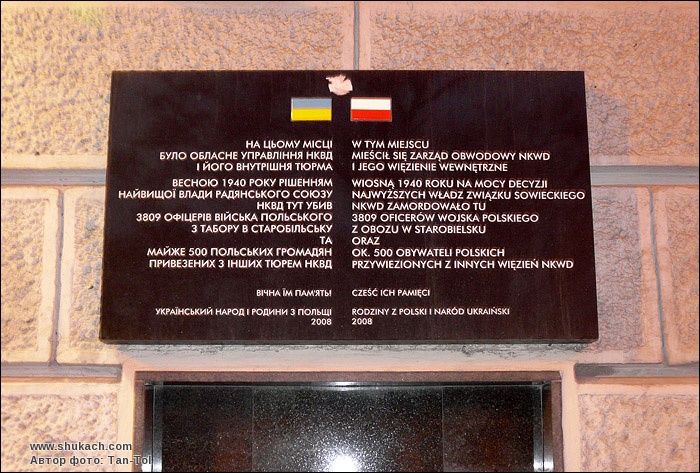 НА ЦЬОМУ МІСЦІ
БУЛО ОБЛАСНЕ УПРАВЛІННЯ НКВД
І ЙОГО ВНУТРІШНЯ ТЮРМА
ВЕСНОЮ 1940 РОКУ РІШЕННЯМ
НАЙВИЩОЇ ВЛАДИ РАДЯНСЬКОГО СОЮЗУ
НКВД ТУТ УБИВ
3809 ОФІЦЕРІВ ВІЙСЬКА ПОЛЬСЬКОГО
З ТАБОРУ В СТАРОБІЛЬСЬКУ
ТА
МАЙЖЕ 500 ПОЛЬСЬКИХ ГРОМАДЯН
ПРИВЕЗЕНИХ З ІНШИХ ТЮРЕМ НКВД
ВІЧНА ЇМ ПАМ'ЯТЬ!
УКРАЇНСЬКИЙ НАРОД І РОДИНИ З ПОЛЬЩІ
2008
W TYM MIEJSCU
MIEŚCIŁ SIĘ ZARZĄD OBWODOWY NKWD
I JEGO WIĘZIENIE WEWNĘTRZNE
WIOSNĄ 1940 ROKU NA MOCY DECYZJI
NAJWYŻSZYCH WŁADZ ZWIĄZKU SOWIECKIEGO
NKWD ZAMORDOWAŁO TU
3809 OFICERÓW WOJSKA POLSKIEGO
Z OBOZU W STAROBIELSKU
ORAZ
OK. 500 OBYWATELI POLSKICH
PRZYWIEZIONYCH Z INNYCH WIĘZIEŃ NKWD
CZEŚĆ ICH PAMIĘCI
RODZINY Z POLSKI I NARÓD UKRAIŃSKI
2008
www.shukach.com
Автор фото: Tan-Tol